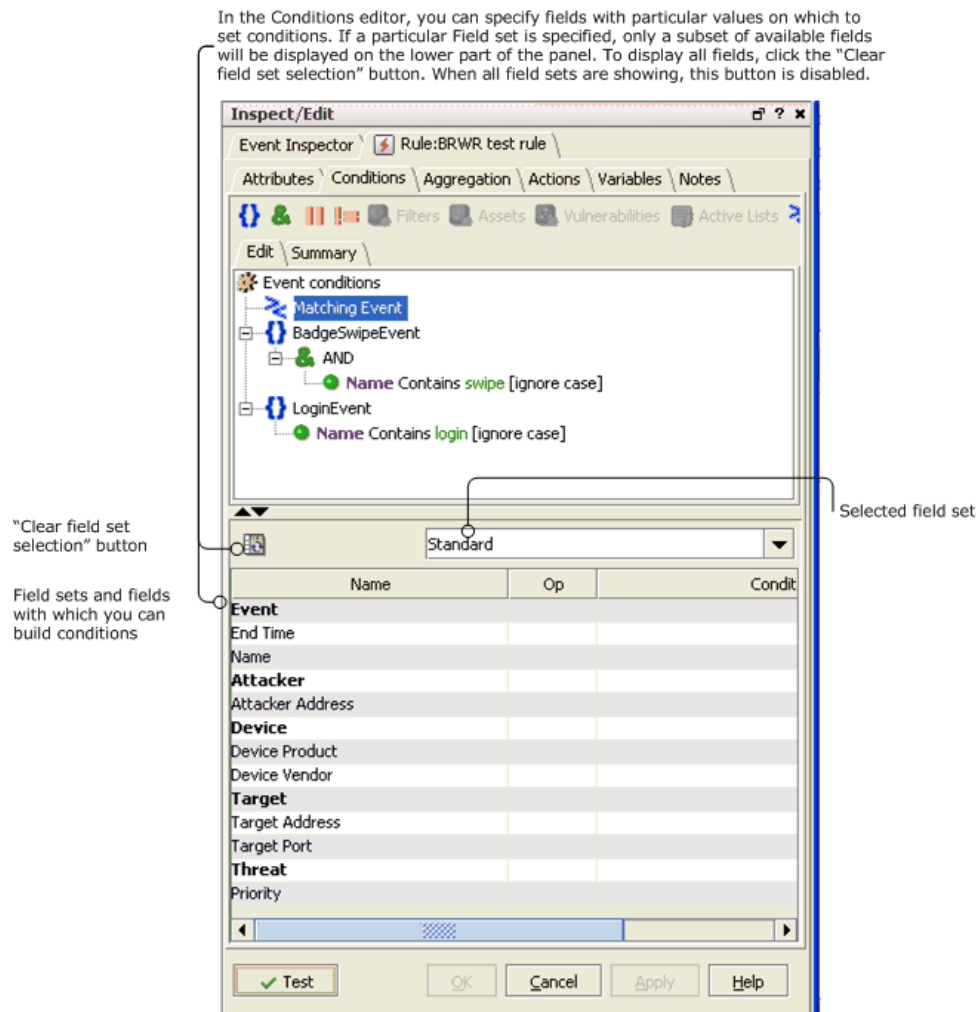 In the Conditions editor, you can specify fields with particular values on which to
set conditions. If a particular Field set is specified, only a subset of available fields
will be displayed on the lower part of the panel. To display all fields, click the “Clear
field set selection” button. When all field sets are showing, this button is disabled.
Inspect/Edit
Event Inspector Rule:BRWR test rule
Attributes Conditions Aggregation Actions Variables Notes
Filters Assets Vulnerabilities Active Lists
Edit Summary
Event conditions
Matching Event
BadgeSwipeEvent
AND
Name Contains swipe [ignore case]
LoginEvent
Name Contains login [ignore case]
Selected field set
“Clear field set
selection” button
Standard
Field sets and fields
with which you can
build conditions
Name Op Condit
Event
End Time
Name
Attacker
Attacker Address
Device
Device Product
Device Vendor
Target
Target Address
Target Port
Threat
Priority
Test OK Cancel Apply Help